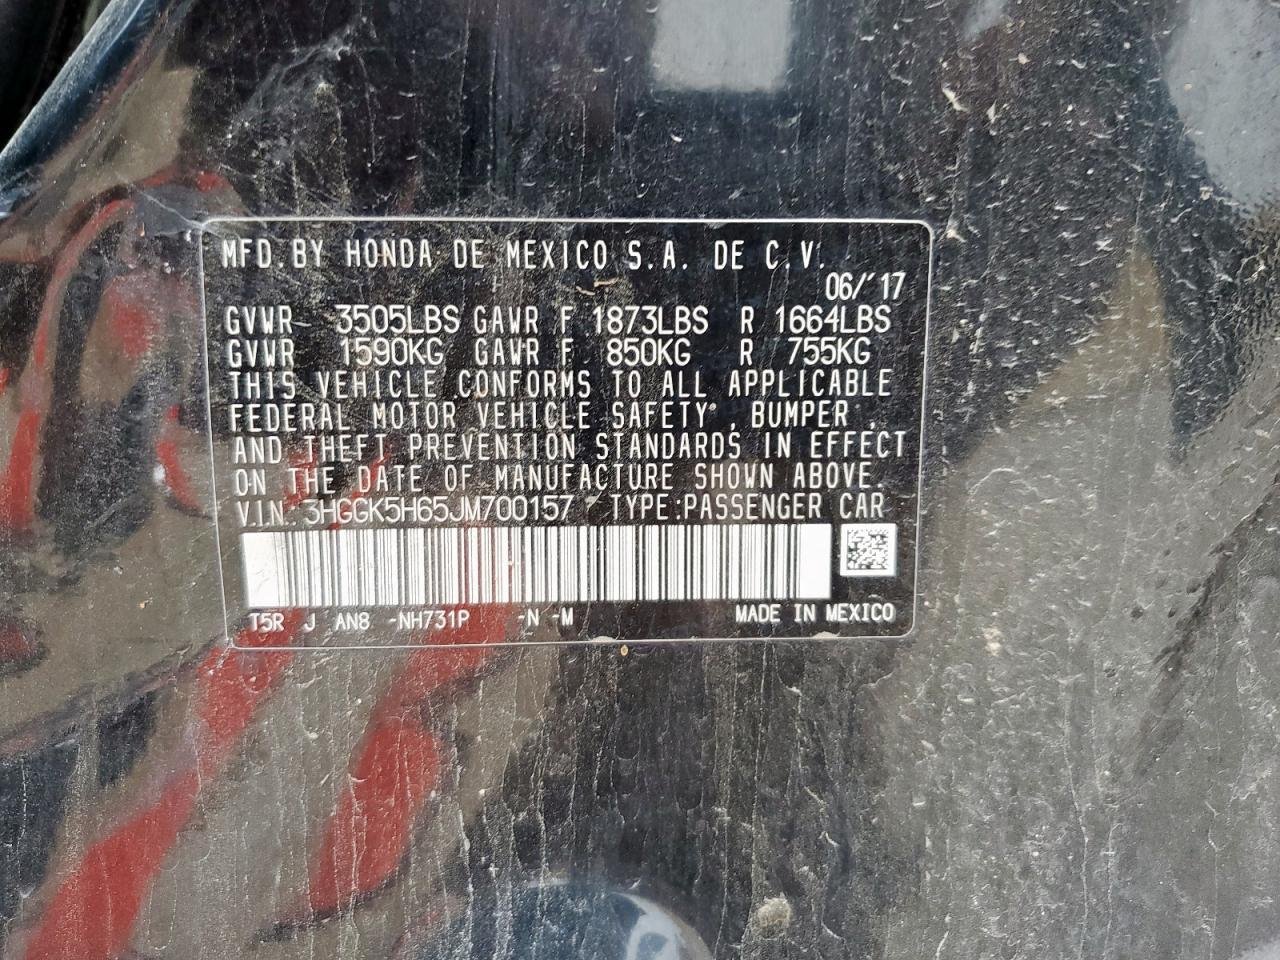 MFD. BY HONDA DE MEXICO S.A. DE C.V.
06/'17
GVWR 3505LBS GAWR F 1873LBS R 1664LBS
GVWR 1590KG GAWR F 850KG R 755KG
THIS VEHICLE CONFORMS TO ALL APPLICABLE
FEDERAL MOTOR VEHICLE SAFETY, BUMPER,
AND THEFT PREVENTION STANDARDS IN EFFECT
ON THE DATE OF MANUFACTURE SHOWN ABOVE.
V.I.N.: 3HGGK5H65JM700157 TYPE:PASSENGER CAR
T5R J AN8 -NH731P -N -M MADE IN MEXICO